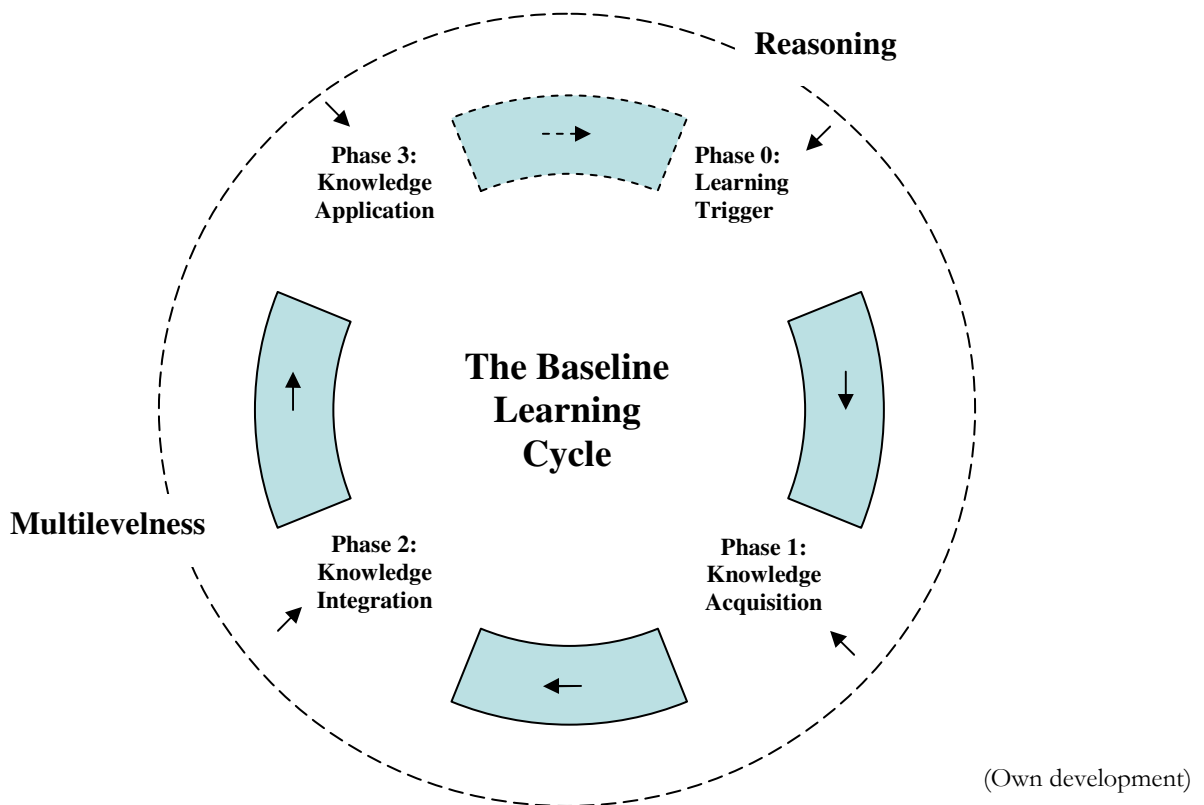 Reasoning
Phase 3:
Knowledge
Application
Phase 0:
Learning
Trigger
The Baseline
Learning
Cycle
Multilevelness
Phase 2:
Knowledge
Integration
Phase 1:
Knowledge
Acquisition
(Own development)